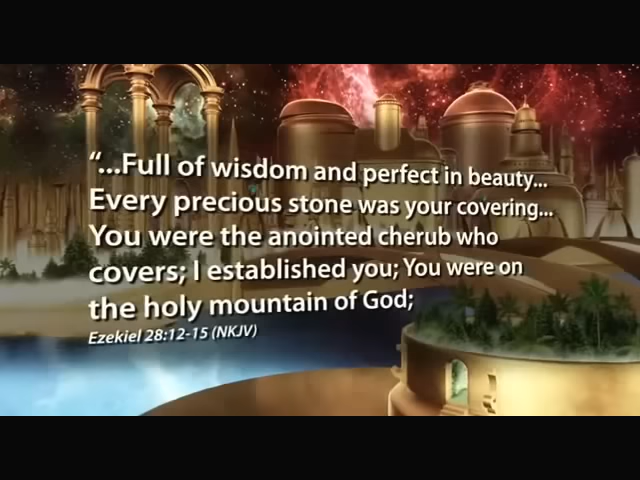 “...Full of wisdom and perfect in beauty...
Every precious stone was your covering...
You were the anointed cherub who
covers; I established you; You were on
the holy mountain of God;
Ezekiel 28:12-15 (NKJV)